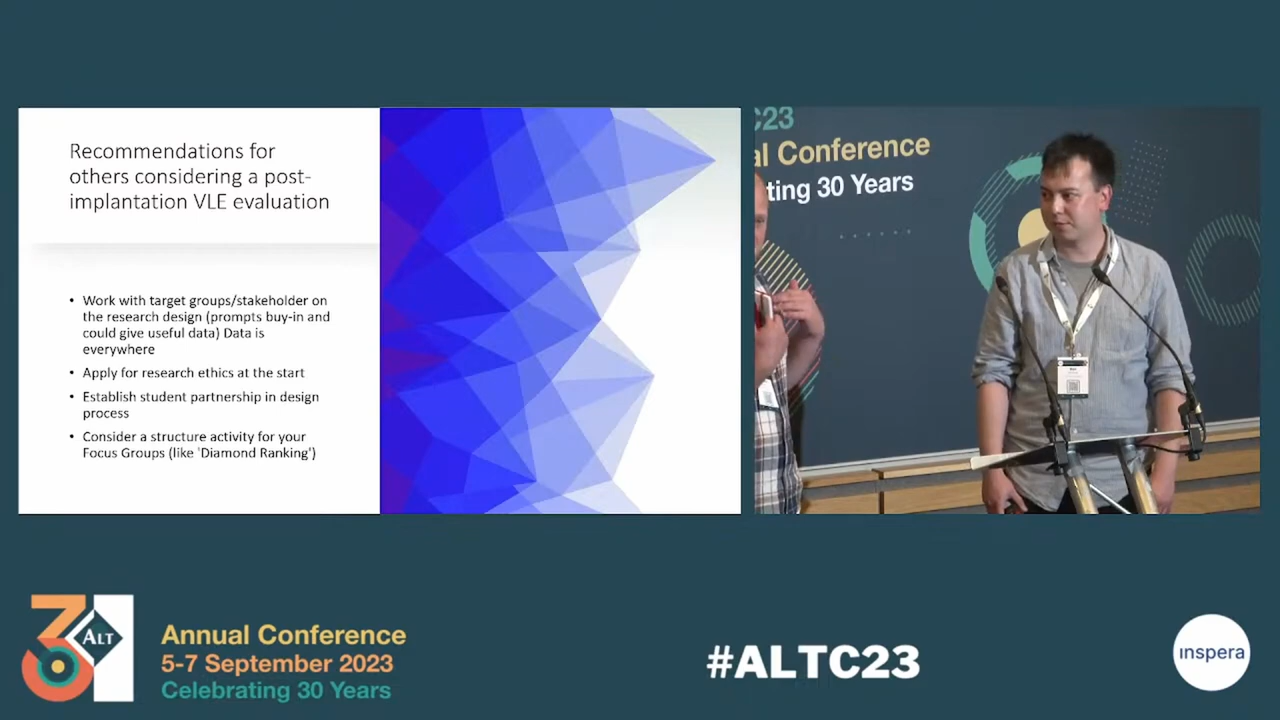 Recommendations for
others considering a post-
implantation VLE evaluation
• Work with target groups/stakeholder on
the research design (prompts buy-in and
could give useful data) Data is
everywhere
• Apply for research ethics at the start
• Establish student partnership in design
process
• Consider a structure activity for your
Focus Groups (like 'Diamond Ranking')
C23
al Conference
ting 30 Years
ALT
Annual Conference
5-7 September 2023
Celebrating 30 Years
#ALTC23
inspera